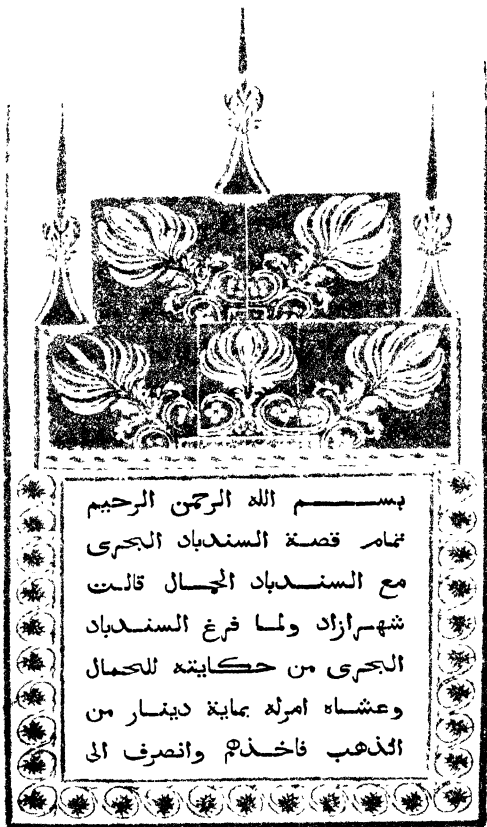 بســـــم الله الرحمن الرحيم
تمام قصة السندباد البحرى
مع السندباد الحمال قالت
شهرازاد ولما فرغ السندباد
البحرى من حكايته للحمال
وعشاه امرله بماية دينار من
الذهب فاخذهم وانصرف الى